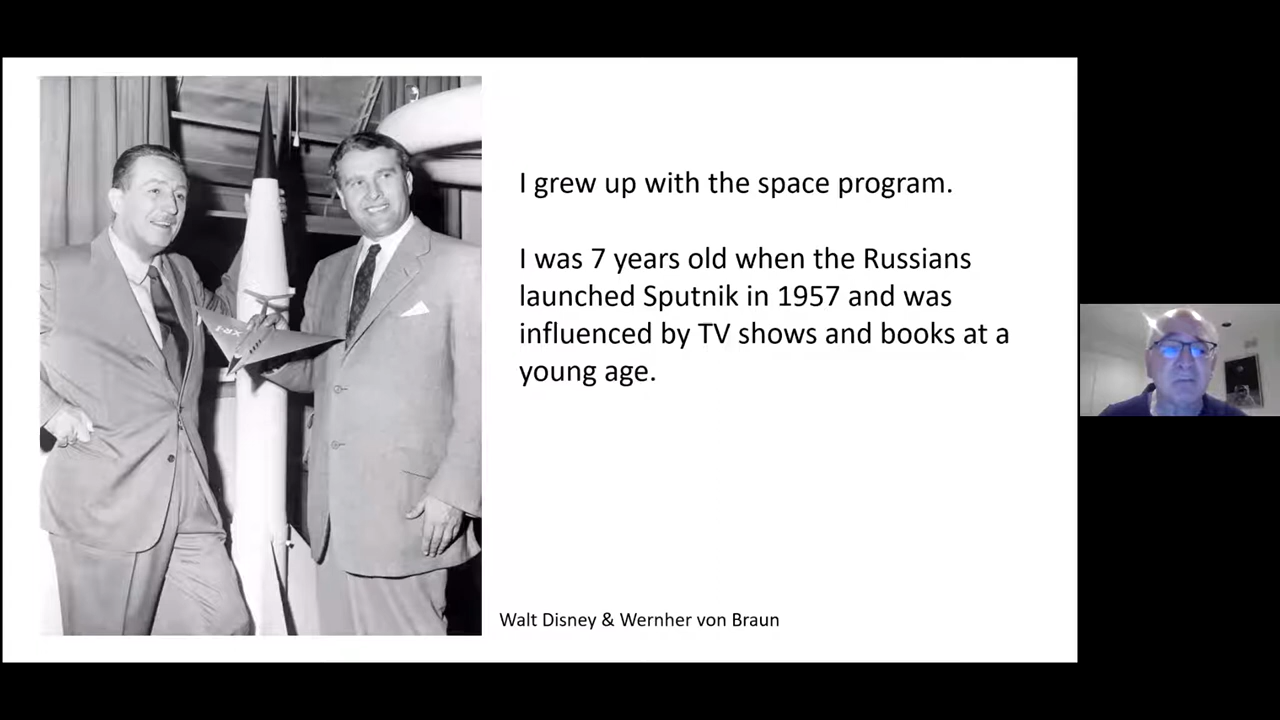 I grew up with the space program.
I was 7 years old when the Russians
launched Sputnik in 1957 and was
influenced by TV shows and books at a
young age.
Walt Disney & Wernher von Braun